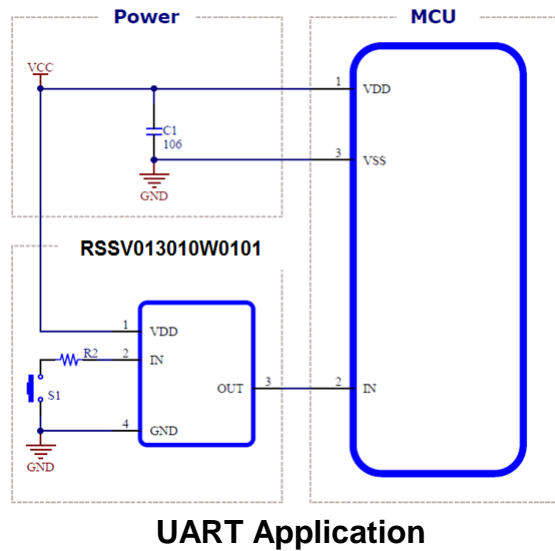 Power
MCU
VCC
1
VDD
C1
106
3
VSS
GND
RSSV013010W0101
1
VDD
R2
2
IN
S1
OUT
3
2
IN
4
GND
GND
UART Application